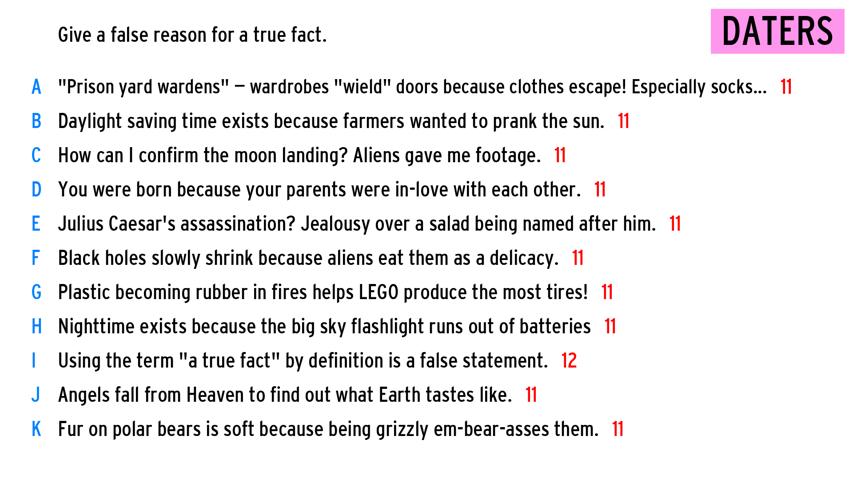 Give a false reason for a true fact.
DATERS
A "Prison yard wardens" – wardrobes "wield" doors because clothes escape! Especially socks... 11
B Daylight saving time exists because farmers wanted to prank the sun. 11
C How can I confirm the moon landing? Aliens gave me footage. 11
D You were born because your parents were in-love with each other. 11
E Julius Caesar's assassination? Jealousy over a salad being named after him. 11
F Black holes slowly shrink because aliens eat them as a delicacy. 11
G Plastic becoming rubber in fires helps LEGO produce the most tires! 11
H Nighttime exists because the big sky flashlight runs out of batteries 11
I Using the term "a true fact" by definition is a false statement. 12
J Angels fall from Heaven to find out what Earth tastes like. 11
K Fur on polar bears is soft because being grizzly em-bear-asses them. 11